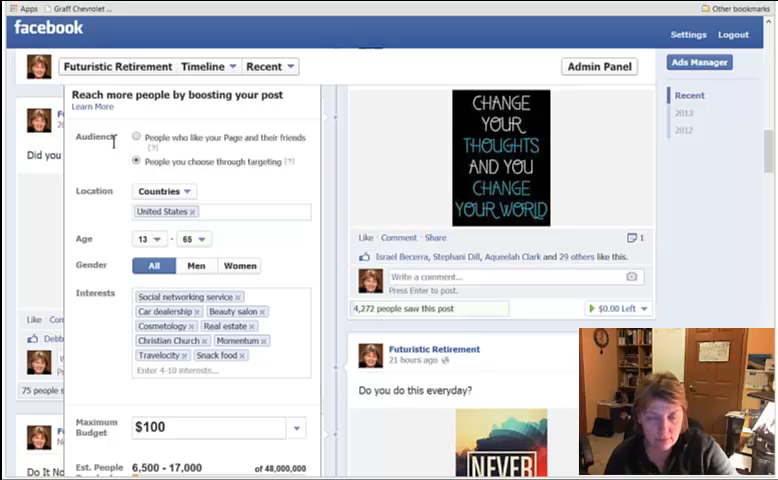 Apps Graff Chevrolet ... Other bookmarks
facebook
Settings Logout
Futuristic Retirement Timeline Recent Admin Panel
Ads Manager
Recent
2013
2012
Did you
Like
75 people s
Do It No
Reach more people by boosting your post
Learn More
Audience
People who like your Page and their friends
[?]
People you choose through targeting [?]
Location Countries
United States ×
Age 13 - 65
Gender All Men Women
Interests
Social networking service ×
Car dealership × Beauty salon ×
Cosmetology × Real estate ×
Christian Church × Momentum ×
Travelocity × Snack food ×
Enter 4-10 interests...
Maximum
Budget
$100
Est. People 6,500 - 17,000 of 48,000,000
CHANGE
YOUR
THOUGHTS
AND YOU
CHANGE
YOUR WORLD
Like · Comment · Share 1
Israel Becerra, Stephani Dill, Aqueelah Clark and 29 others like this.
Write a comment...
Press Enter to post.
4,272 people saw this post $0.00 Left
Futuristic Retirement
21 hours ago
Do you do this everyday?
NEVER